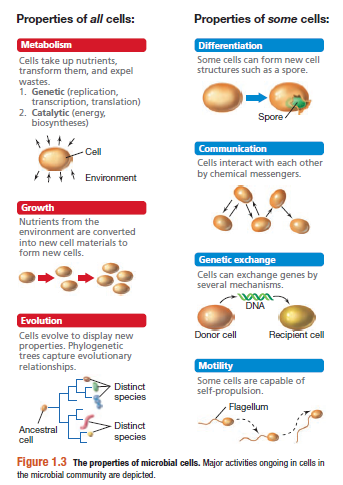 Properties of all cells:
Metabolism
Cells take up nutrients,
transform them, and expel
wastes.
1. Genetic (replication,
transcription, translation)
2. Catalytic (energy,
biosyntheses)
Cell
Environment
Growth
Nutrients from the
environment are converted
into new cell materials to
form new cells.
Evolution
Cells evolve to display new
properties. Phylogenetic
trees capture evolutionary
relationships.
Distinct
species
Ancestral
cell
Distinct
species
Properties of some cells:
Differentiation
Some cells can form new cell
structures such as a spore.
Spore
Communication
Cells interact with each other
by chemical messengers.
Genetic exchange
Cells can exchange genes by
several mechanisms.
DNA
Donor cell
Recipient cell
Motility
Some cells are capable of
self-propulsion.
Flagellum
Figure 1.3 The properties of microbial cells. Major activities ongoing in cells in
the microbial community are depicted.